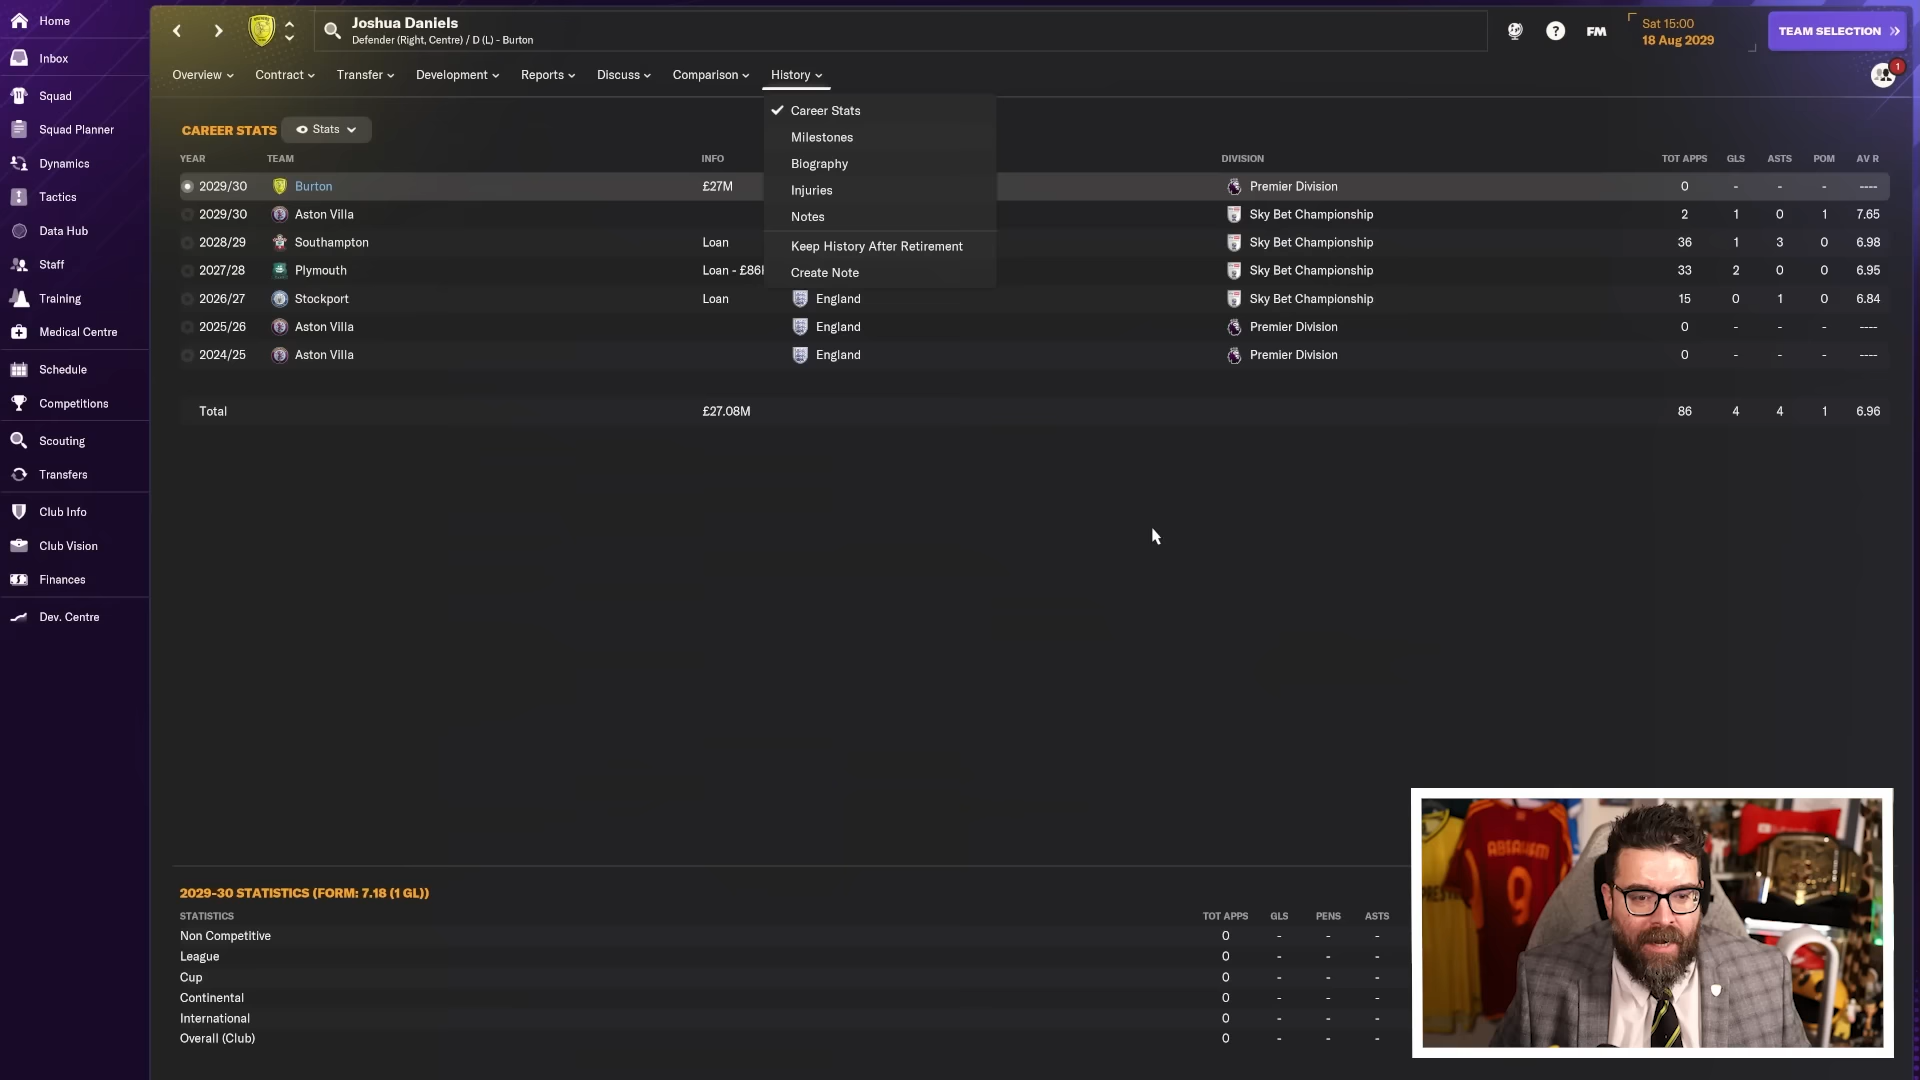 Home
Inbox
Squad
Squad Planner
Dynamics
Tactics
Data Hub
Staff
Training
Medical Centre
Schedule
Competitions
Scouting
Transfers
Club Info
Club Vision
Finances
Dev. Centre
Joshua Daniels
Defender (Right, Centre) / D (L) - Burton
FM
Sat 15:00
18 Aug 2029
TEAM SELECTION
Overview Contract Transfer Development Reports Discuss Comparison History
1
Career Stats
Milestones
Biography
Injuries
Notes
Keep History After Retirement
Create Note
CAREER STATS Stats
YEAR TEAM INFO DIVISION TOT APPS GLS ASTS POM AV R
2029/30 Burton £27M Premier Division 0 - - - ----
2029/30 Aston Villa Sky Bet Championship 2 1 0 1 7.65
2028/29 Southampton Loan Sky Bet Championship 36 1 3 0 6.98
2027/28 Plymouth Loan - Sky Bet Championship 33 2 0 0 6.95
2026/27 Stockport Loan England Sky Bet Championship 15 0 1 0 6.84
2025/26 Aston Villa England Premier Division 0 - - - ----
2024/25 Aston Villa England Premier Division 0 - - - ----
Total £27.08M 86 4 4 1 6.96
2029-30 STATISTICS (FORM: 7.18 (1 GL))
STATISTICS TOT APPS GLS PENS ASTS
Non Competitive 0 - - -
League 0 - - -
Cup 0 - - -
Continental 0 - - -
International 0 - - -
Overall (Club) 0 - - -
ABRAHAM
9